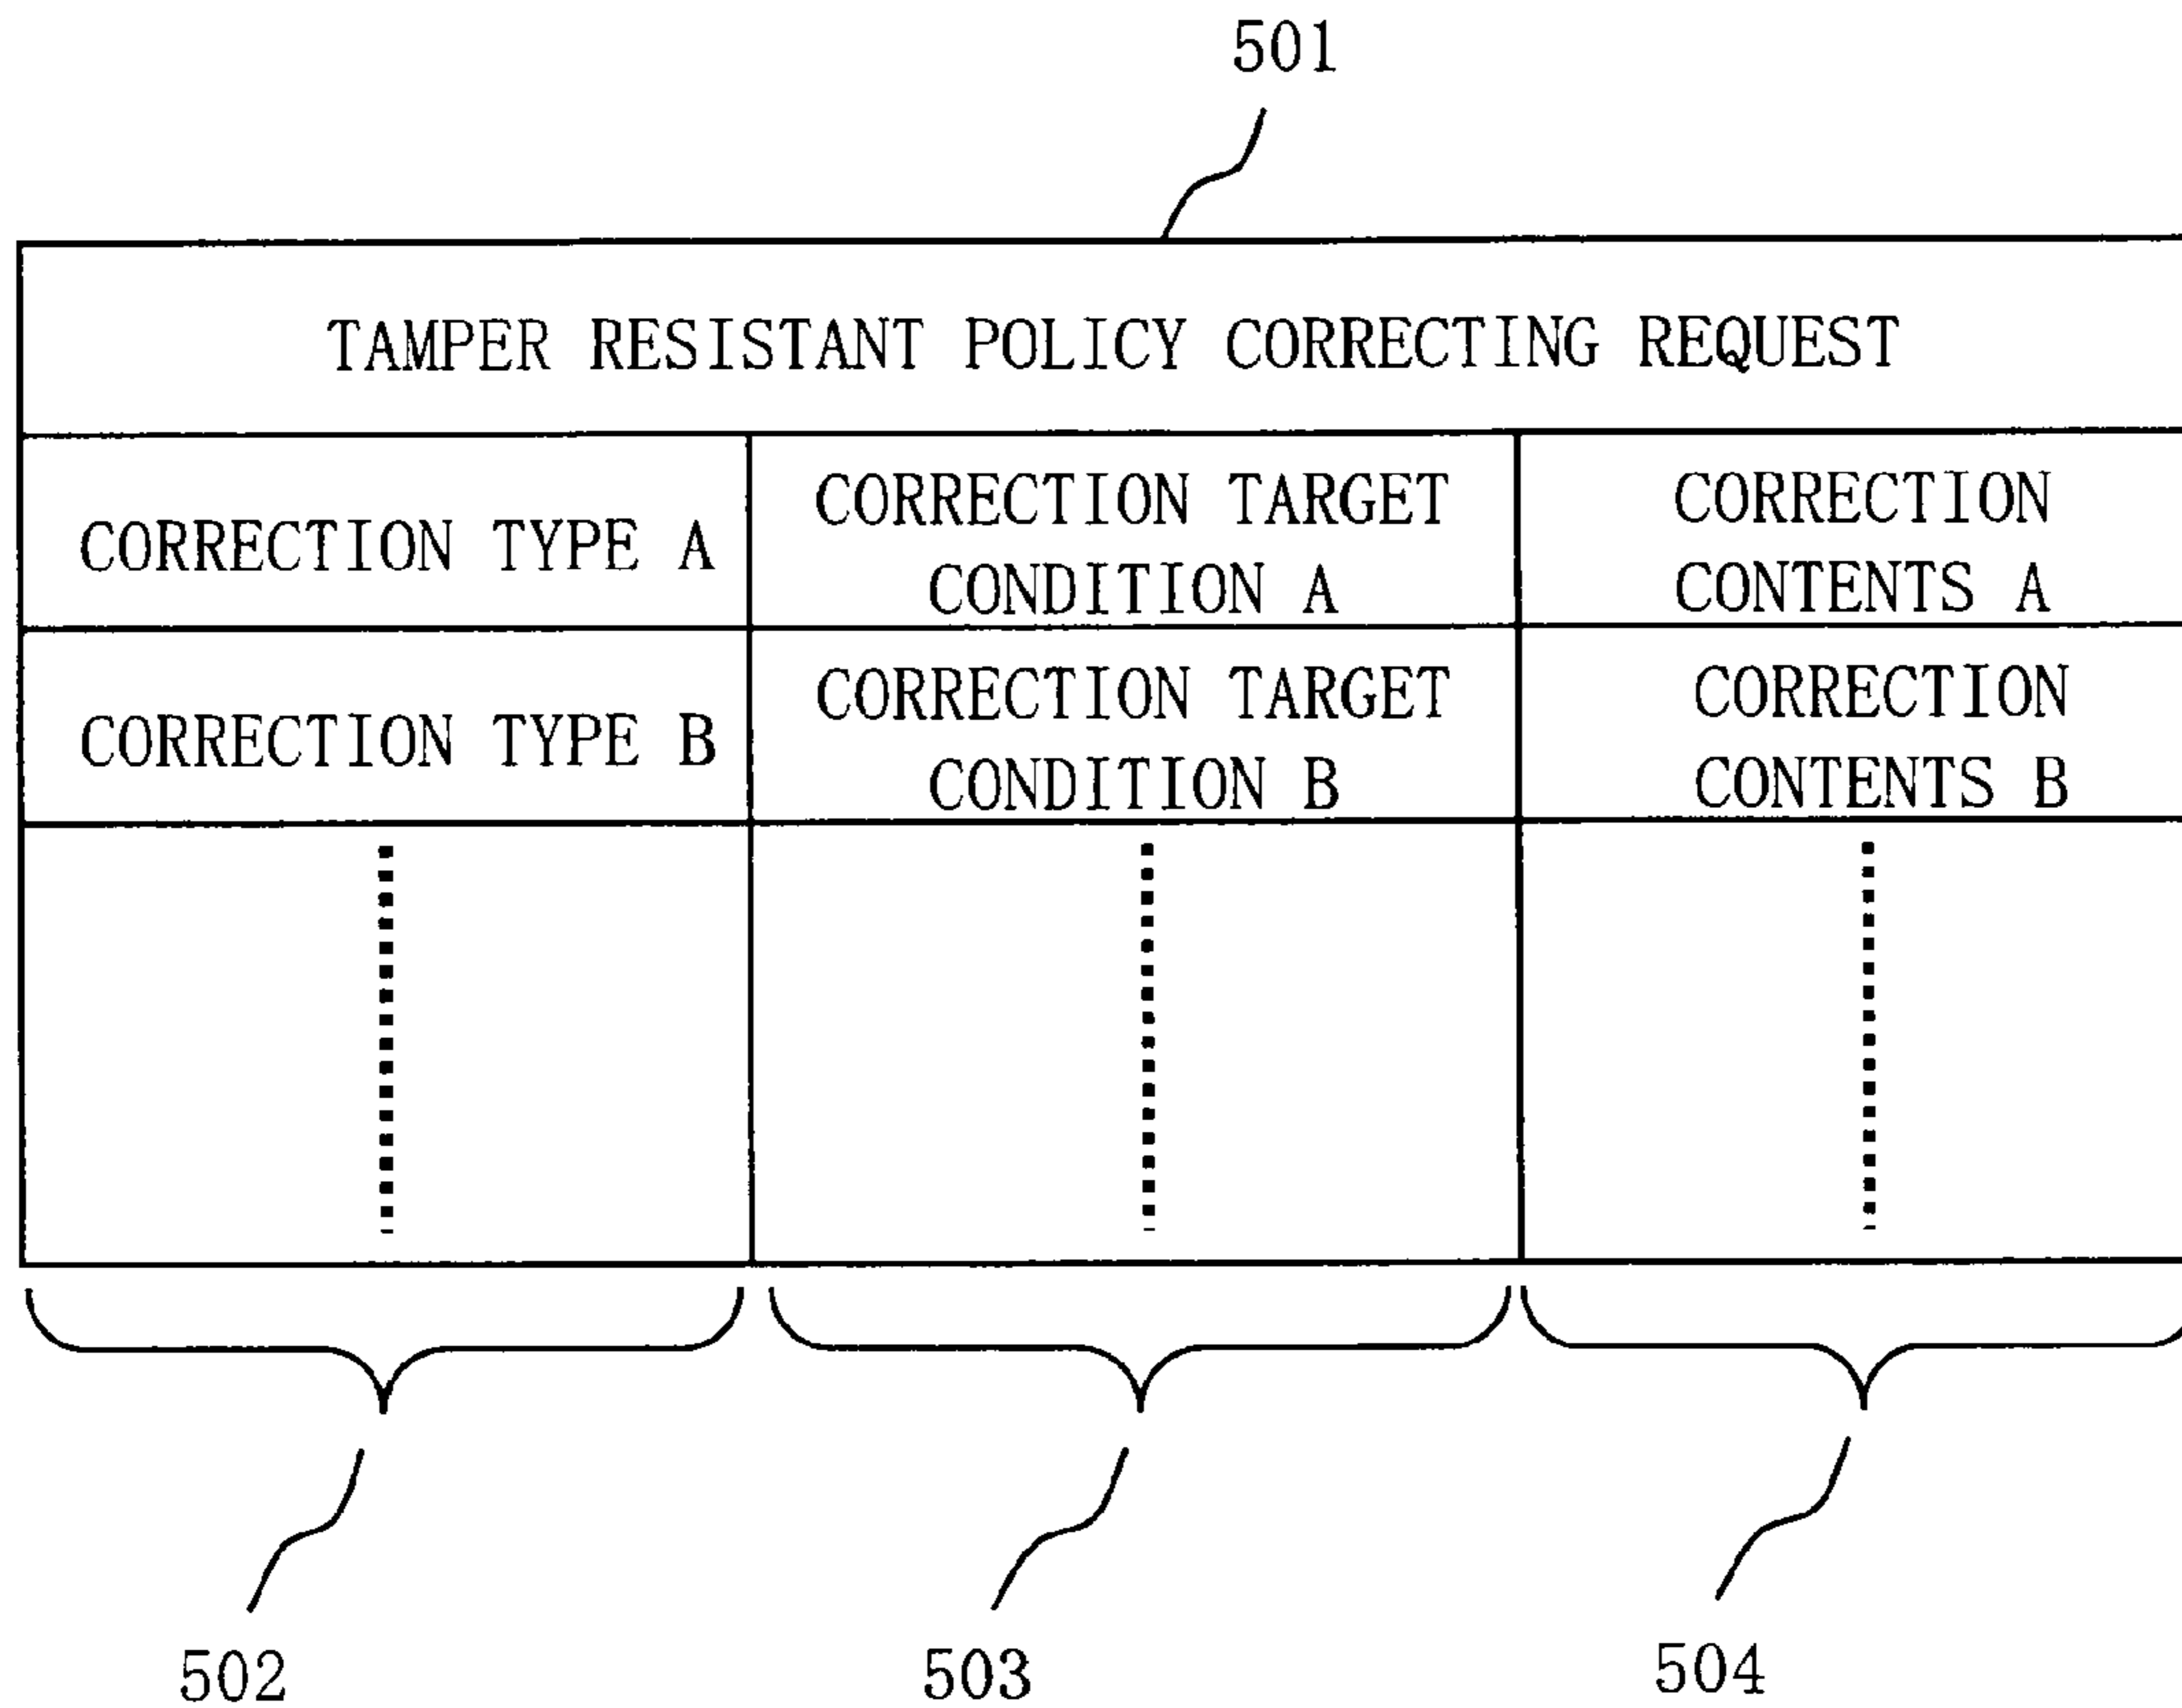 501
TAMPER RESISTANT POLICY CORRECTING REQUEST
CORRECTION TYPE A
CORRECTION TARGET
CONDITION A
CORRECTION
CONTENTS A
CORRECTION TYPE B
CORRECTION TARGET
CONDITION B
CORRECTION
CONTENTS B
502
503
504